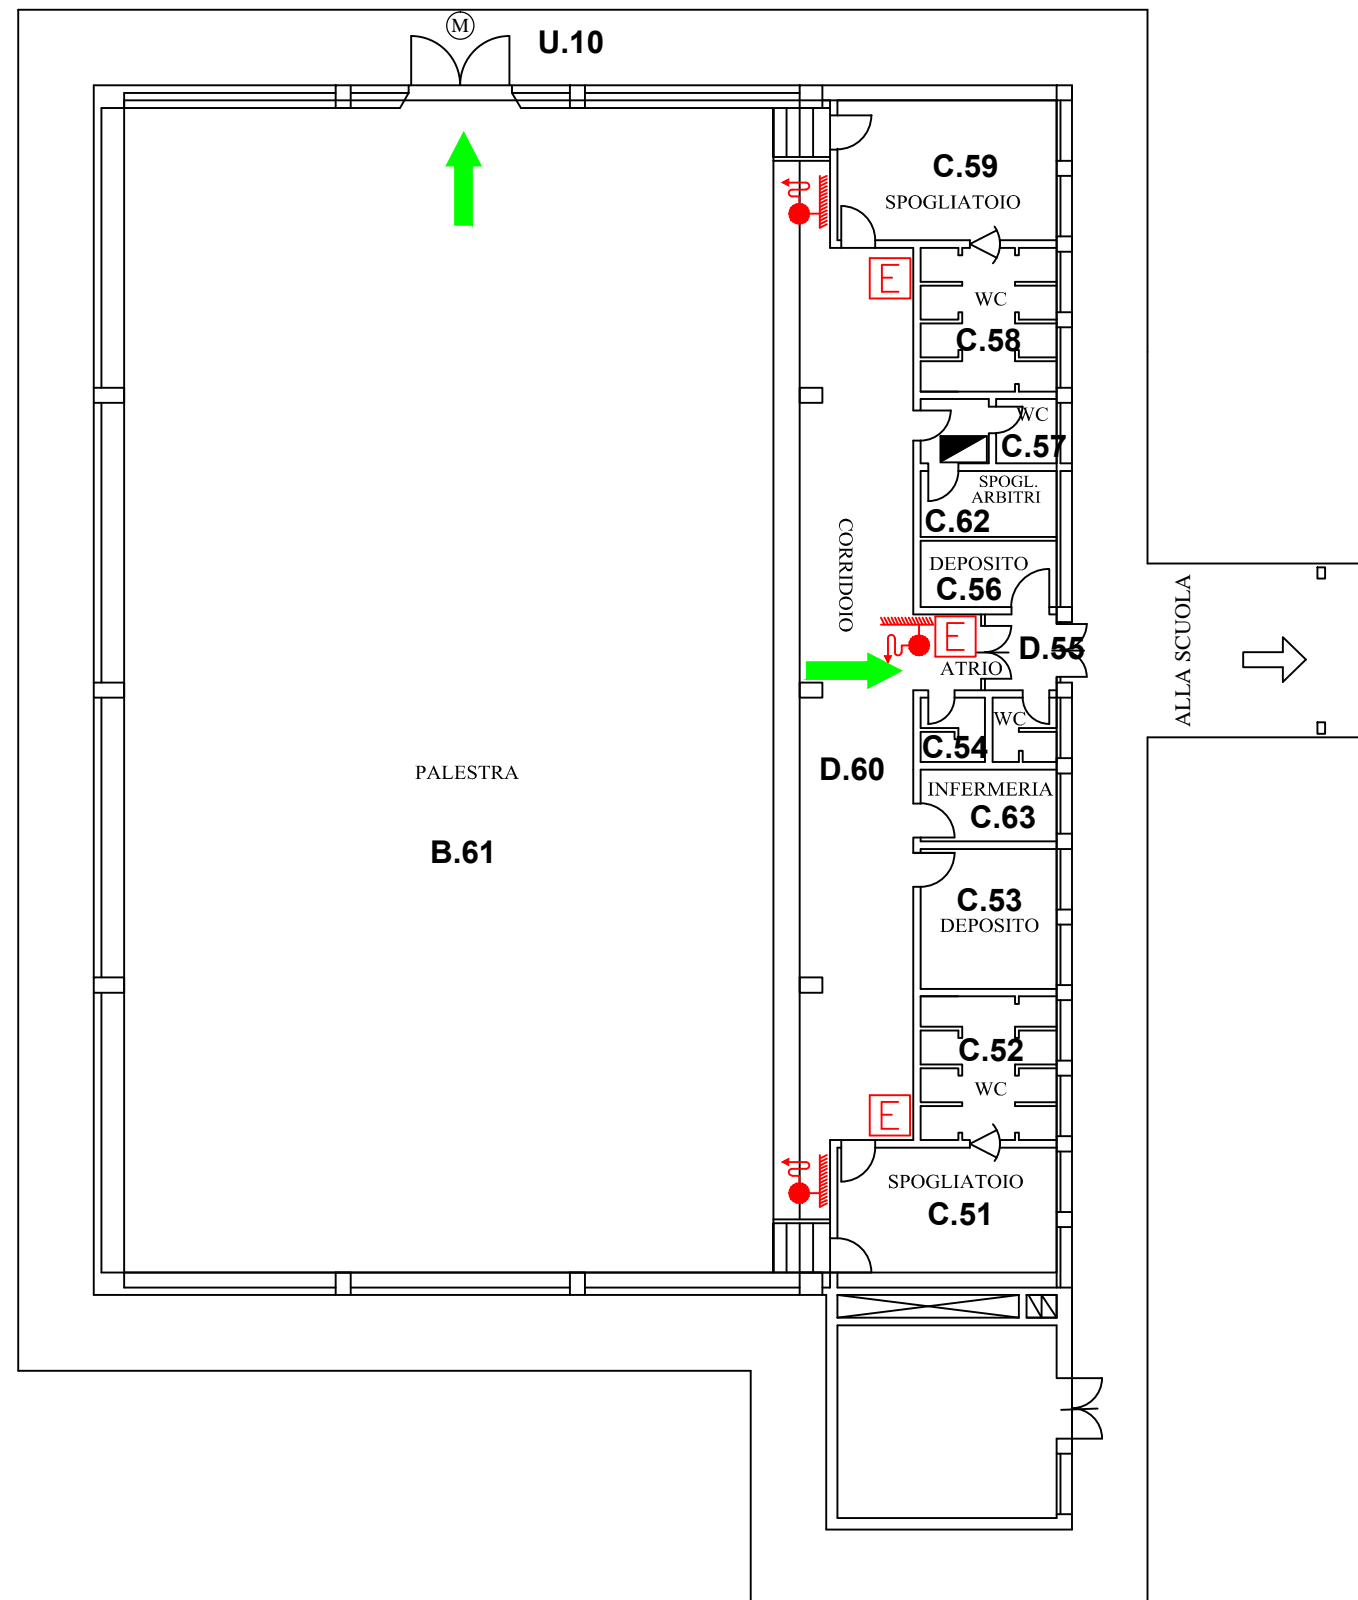 M
U.10
C.59
SPOGLIATOIO
E
WC
C.58
WC
C.57
SPOGL.
ARBITRI
C.62
CORRIDOIO
DEPOSITO
C.56
E
D.55
ATRIO
ALLA SCUOLA
WC
C.54
D.60
PALESTRA
INFERMERIA
C.63
B.61
C.53
DEPOSITO
C.52
WC
E
SPOGLIATOIO
C.51